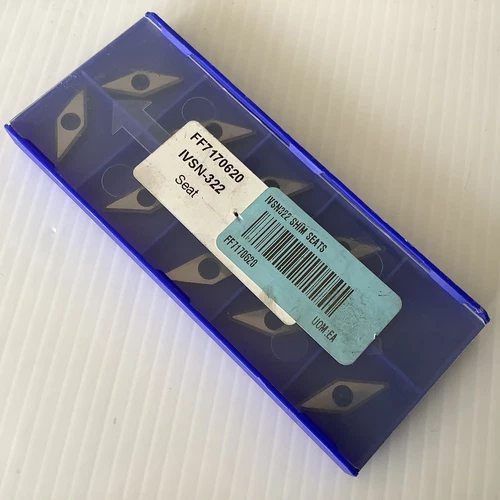 FF7170620
IVSN-322
Seat
IVSN322 SHIM SEATS
FF7170620
UOM:EA